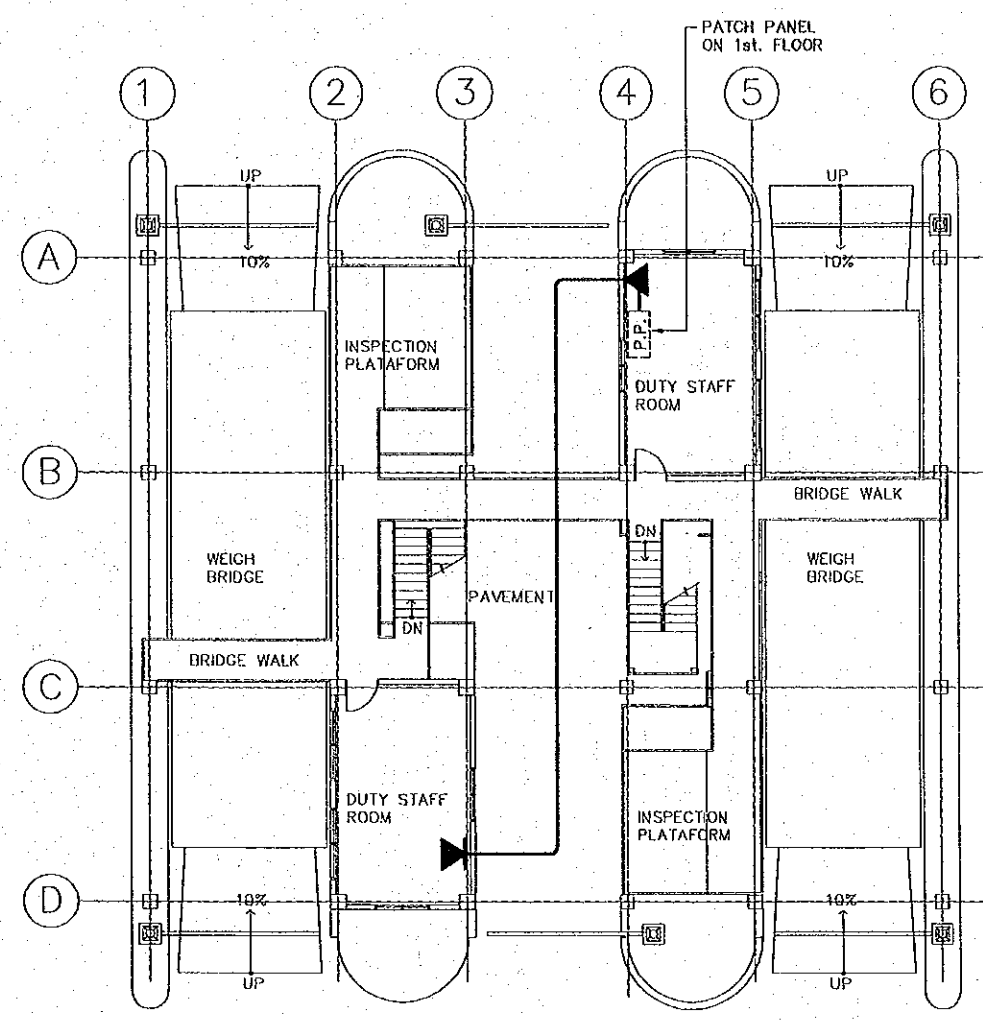 PATCH PANEL
ON 1st. FLOOR
1
2
3
4
5
6
UP
UP
A
10%
10%
P.P.
INSPECTION
PLATAFORM
DUTY STAFF
ROOM
B
BRIDGE WALK
DN
WEIGH
BRIDGE
WEIGH
BRIDGE
PAVEMENT
DN
BRIDGE WALK
C
DUTY STAFF
ROOM
INSPECTION
PLATAFORM
D
10%
10%
UP
UP